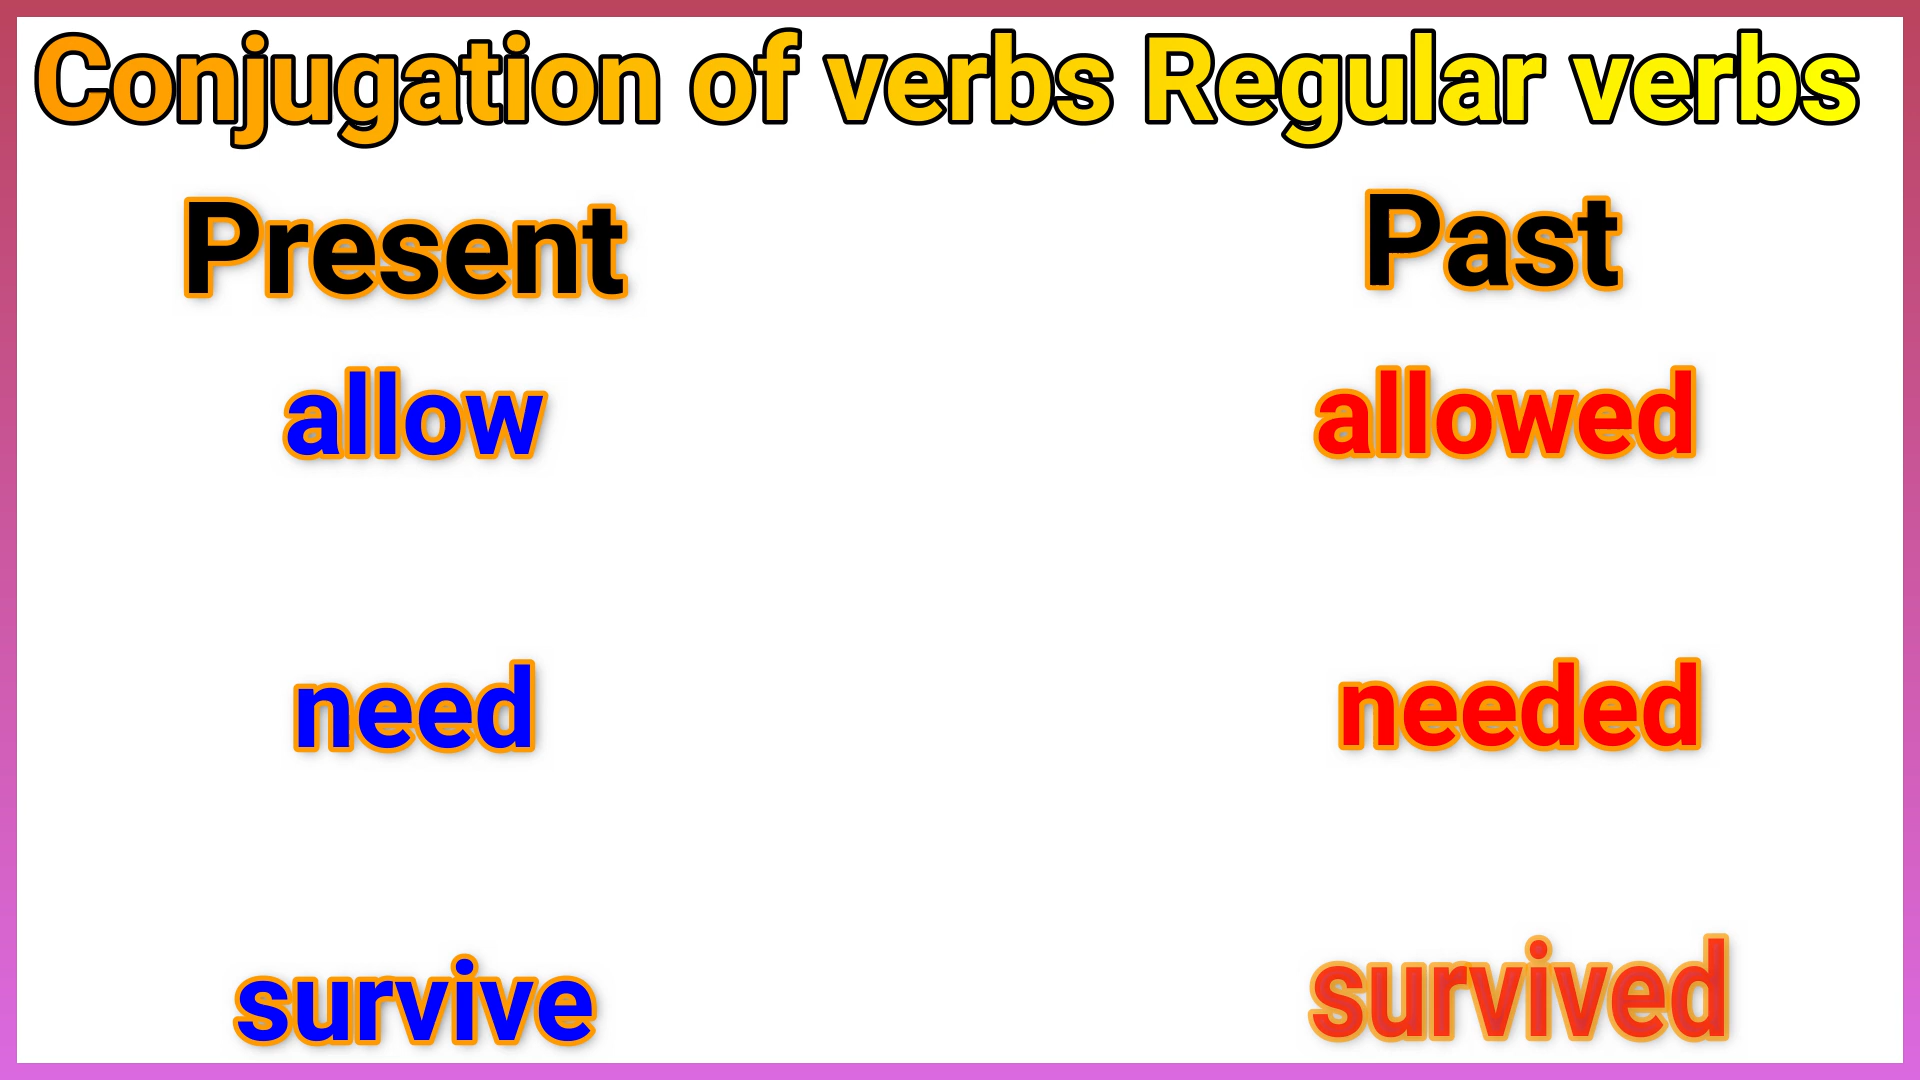 Conjugation of verbs Regular verbs
Present Past
allow allowed
need needed
survive survived